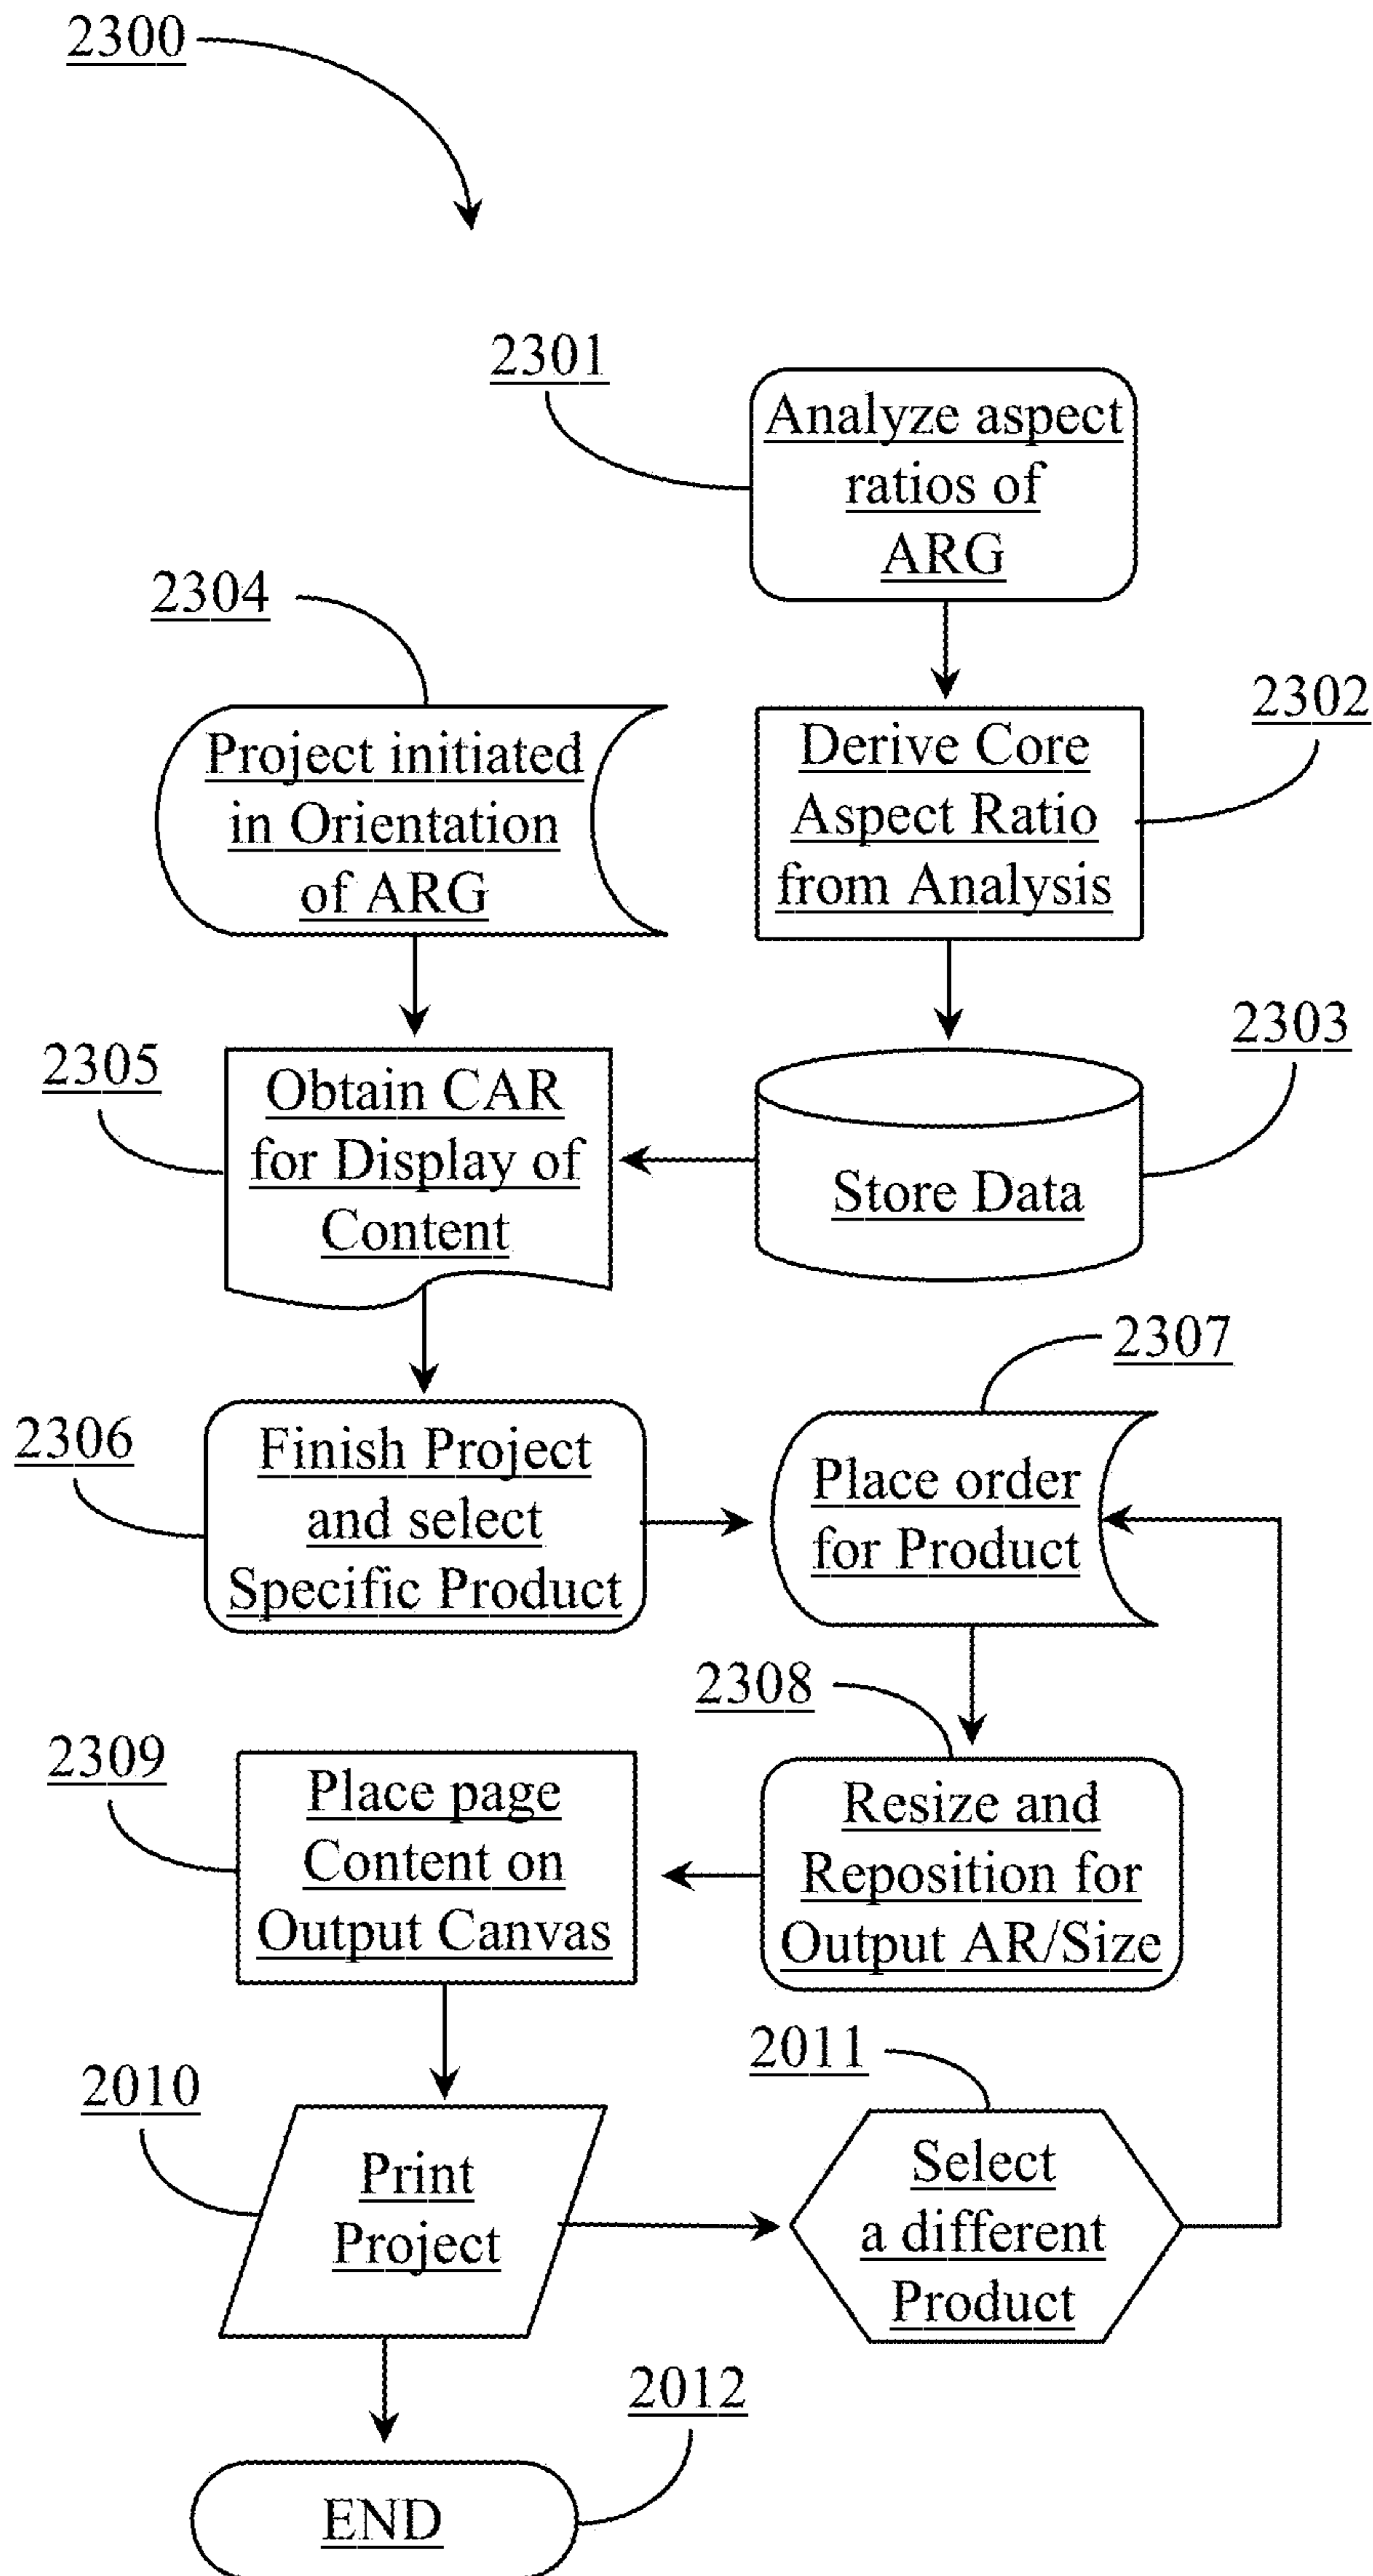 2300
2301
Analyze aspect
ratios of
ARG
2304
2302
Project initiated
in Orientation
of ARG
Derive Core
Aspect Ratio
from Analysis
2303
2305
Obtain CAR
for Display of
Content
Store Data
2307
2306
Finish Project
and select
Specific Product
Place order
for Product
2308
2309
Place page
Content on
Output Canvas
Resize and
Reposition for
Output AR/Size
2011
2010
Print
Project
Select
a different
Product
2012
END